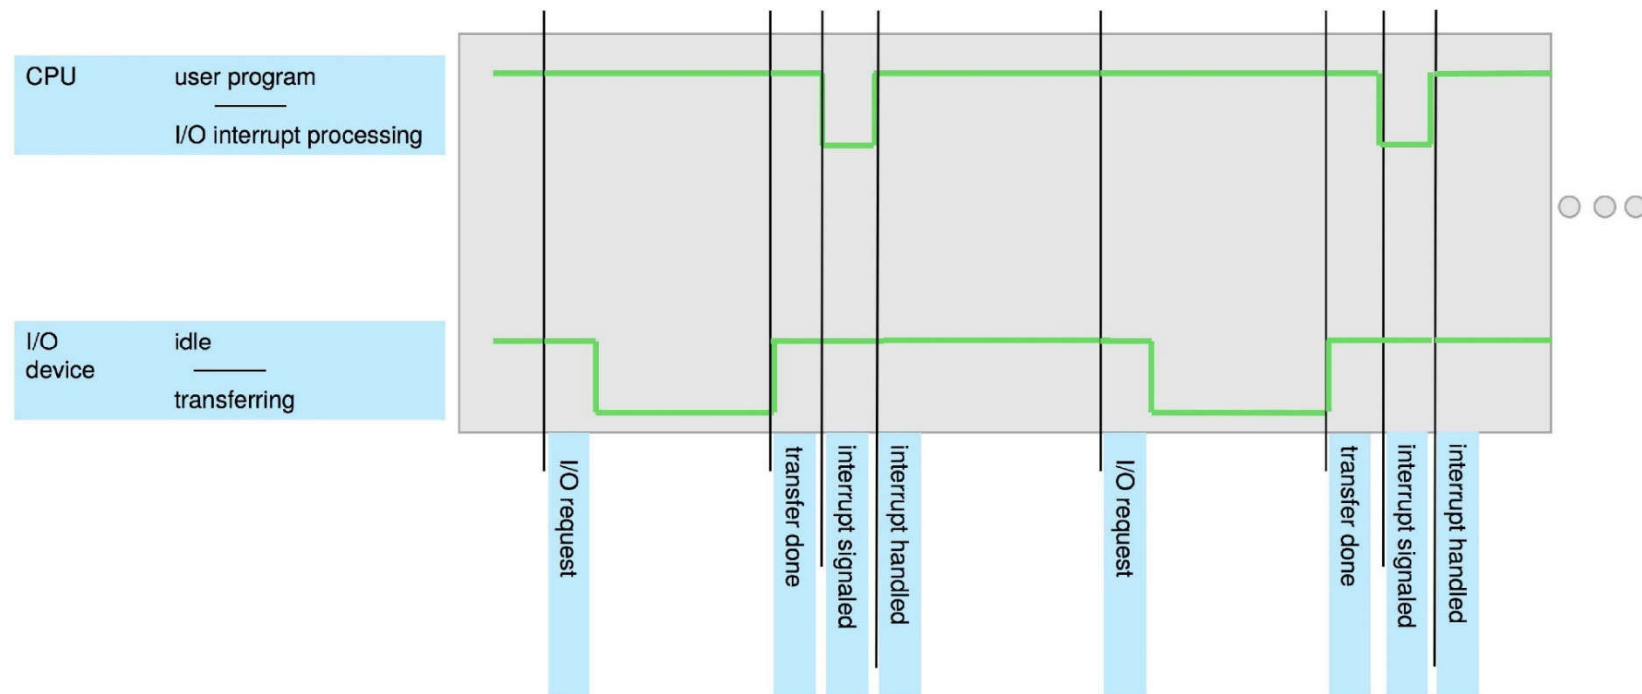 CPU
user program
I/O interrupt processing
I/O
device
idle
transferring
I/O request
transfer done
interrupt signaled
interrupt handled
I/O request
transfer done
interrupt signaled
interrupt handled